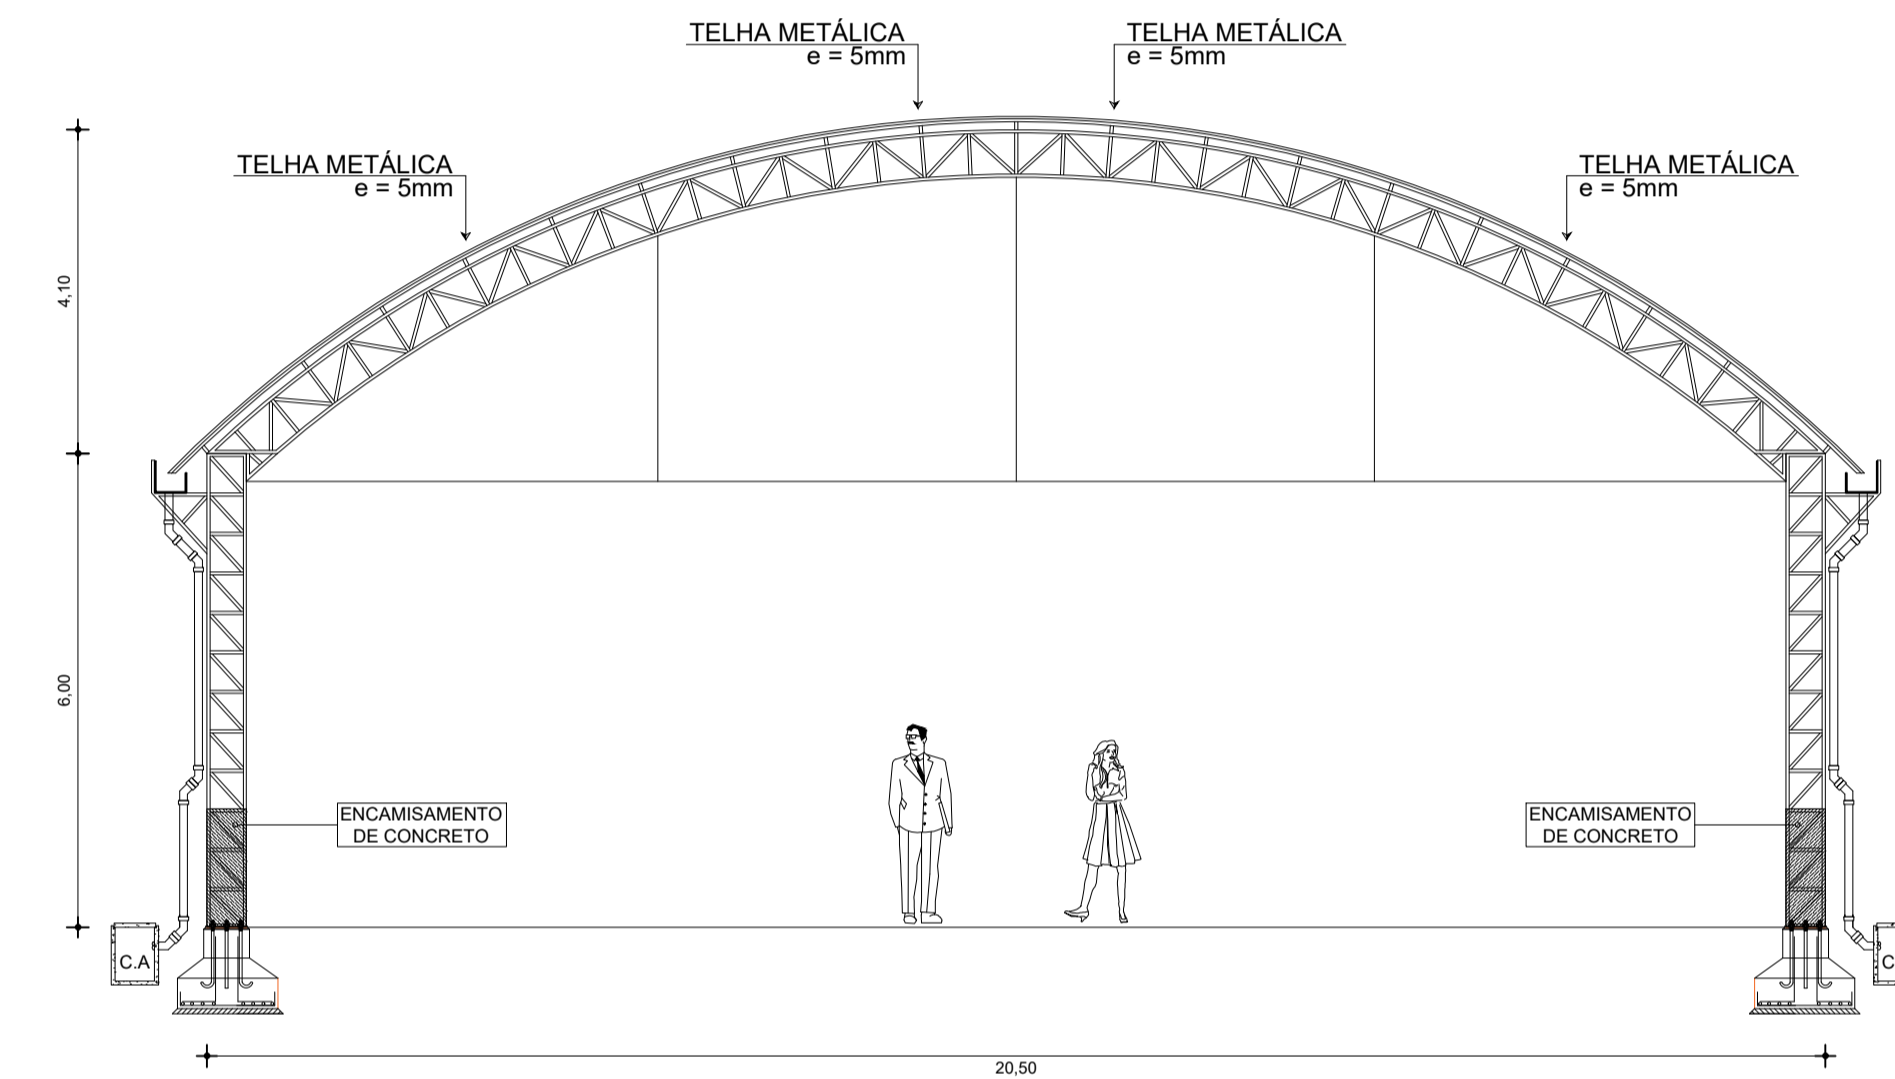 TELHA METÁLICA
e = 5mm
TELHA METÁLICA
e = 5mm
TELHA METÁLICA
e = 5mm
TELHA METÁLICA
e = 5mm
4,10
6,00
ENCAMISAMENTO
DE CONCRETO
ENCAMISAMENTO
DE CONCRETO
C.A
C
20,50